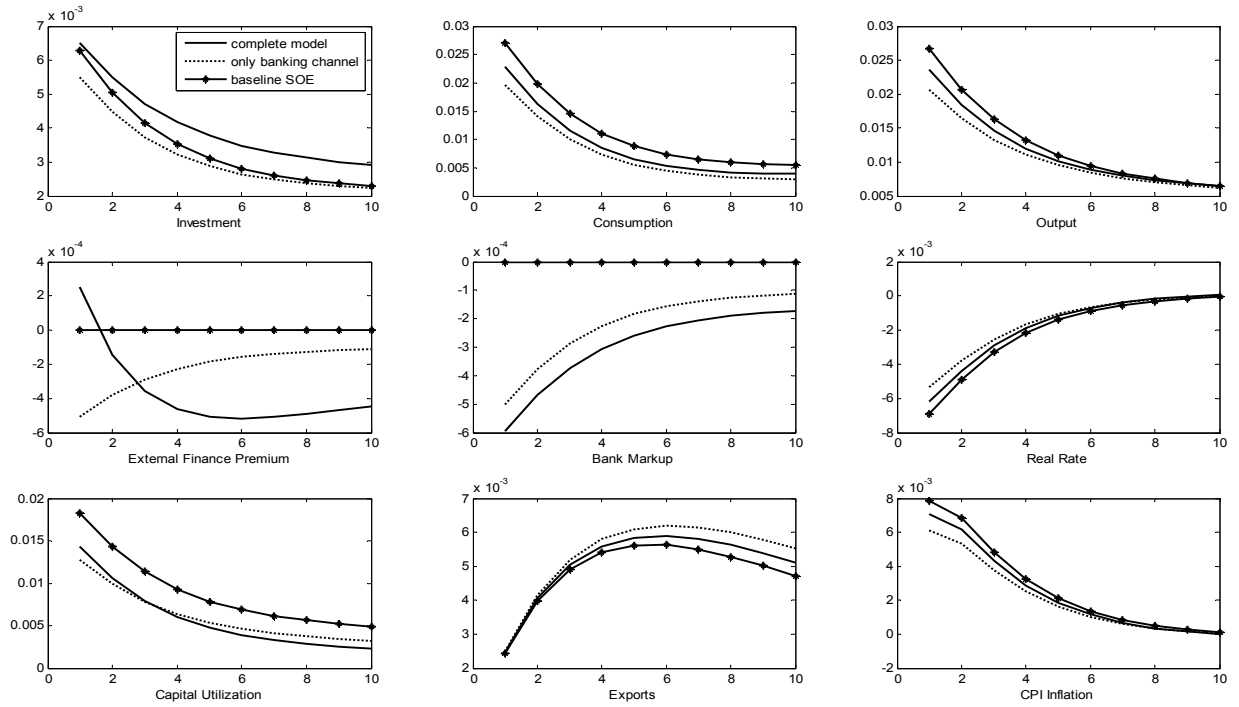 x 10-3
7
6
5
4
3
2
0 2 4 6 8 10
Investment
complete model
only banking channel
baseline SOE
0.03
0.025
0.02
0.015
0.01
0.005
0
0 2 4 6 8 10
Consumption
0.03
0.025
0.02
0.015
0.01
0.005
0 2 4 6 8 10
Output
x 10-4
4
2
0
-2
-4
-6
0 2 4 6 8 10
External Finance Premium
x 10-4
0
-1
-2
-3
-4
-5
-6
0 2 4 6 8 10
Bank Markup
x 10-3
2
0
-2
-4
-6
-8
0 2 4 6 8 10
Real Rate
0.02
0.015
0.01
0.005
0
0 2 4 6 8 10
Capital Utilization
x 10-3
7
6
5
4
3
2
0 2 4 6 8 10
Exports
x 10-3
8
6
4
2
0
-2
0 2 4 6 8 10
CPI Inflation